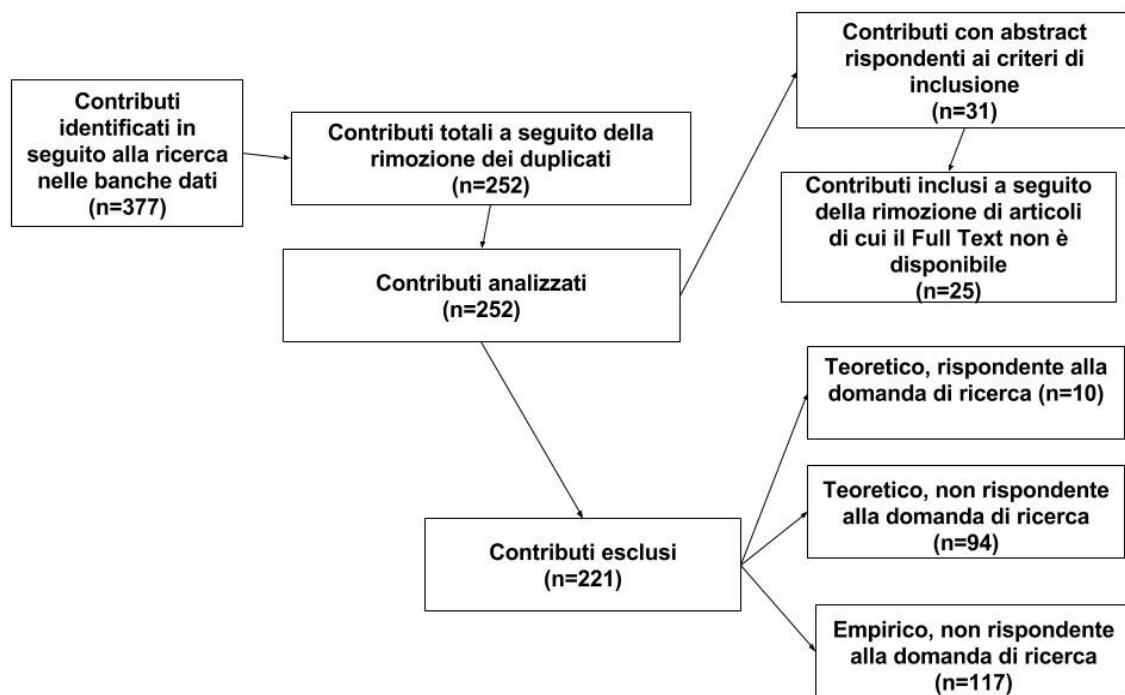 Contributi
identificati in
seguito alla ricerca
nelle banche dati
(n=377)
Contributi totali a seguito della
rimozione dei duplicati
(n=252)
Contributi analizzati
(n=252)
Contributi con abstract
rispondenti ai criteri di
inclusione
(n=31)
Contributi inclusi a seguito
della rimozione di articoli
di cui il Full Text non è
disponibile
(n=25)
Contributi esclusi
(n=221)
Teoretico, rispondente alla
domanda di ricerca (n=10)
Teoretico, non rispondente
alla domanda di ricerca
(n=94)
Empirico, non rispondente
alla domanda di ricerca
(n=117)